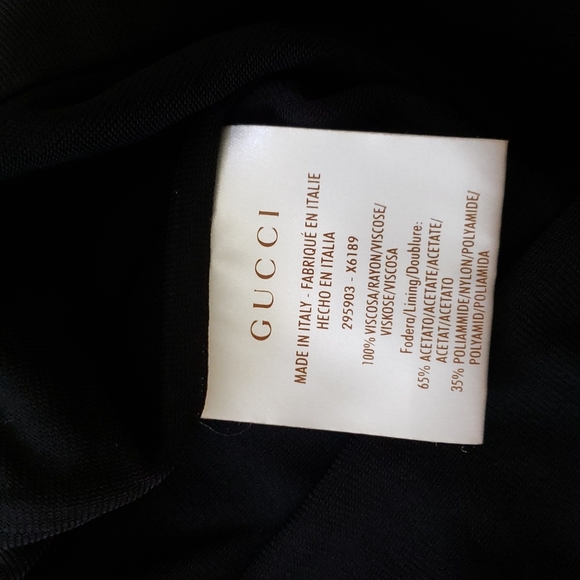 GUCCI
MADE IN ITALY - FABRIQUÉ EN ITALIE
HECHO EN ITALIA
295903 - X6189
100% VISCOSA/RAYON/VISCOSE/
VISKOSE/VISCOSA
Fodera/Lining/Doublure:
65% ACETATO/ACETATE/ACETATE/
ACETAT/ACETATO
35% POLIAMMIDE/NYLON/POLYAMIDE/
POLYAMID/POLIAMIDA